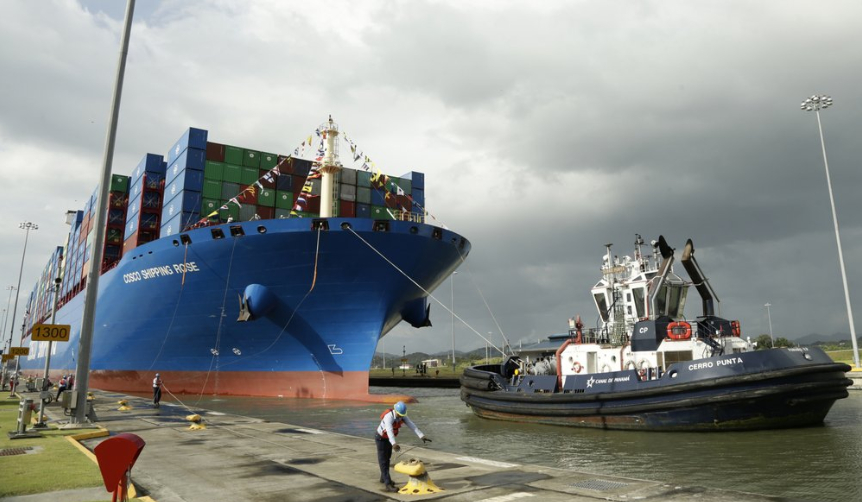 COSCO SHIPPING ROSE
1300
CP
CERRO PUNTA
CANAL DE PANAMÁ